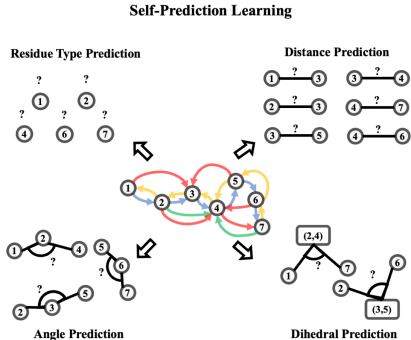 Self-Prediction Learning
Residue Type Prediction
Distance Prediction
? ?
1 2
? ? ?
4 6 7
1 ? 3
3 ? 4
2 ? 3
4 ? 7
3 ? 5
4 ? 6
1 2 3 4 5 6 7
2
1 4
?
5
6
?
7
?
5
2 3
(2,4)
1 ? 7
6
2 ?
(3,5)
Angle Prediction
Dihedral Prediction